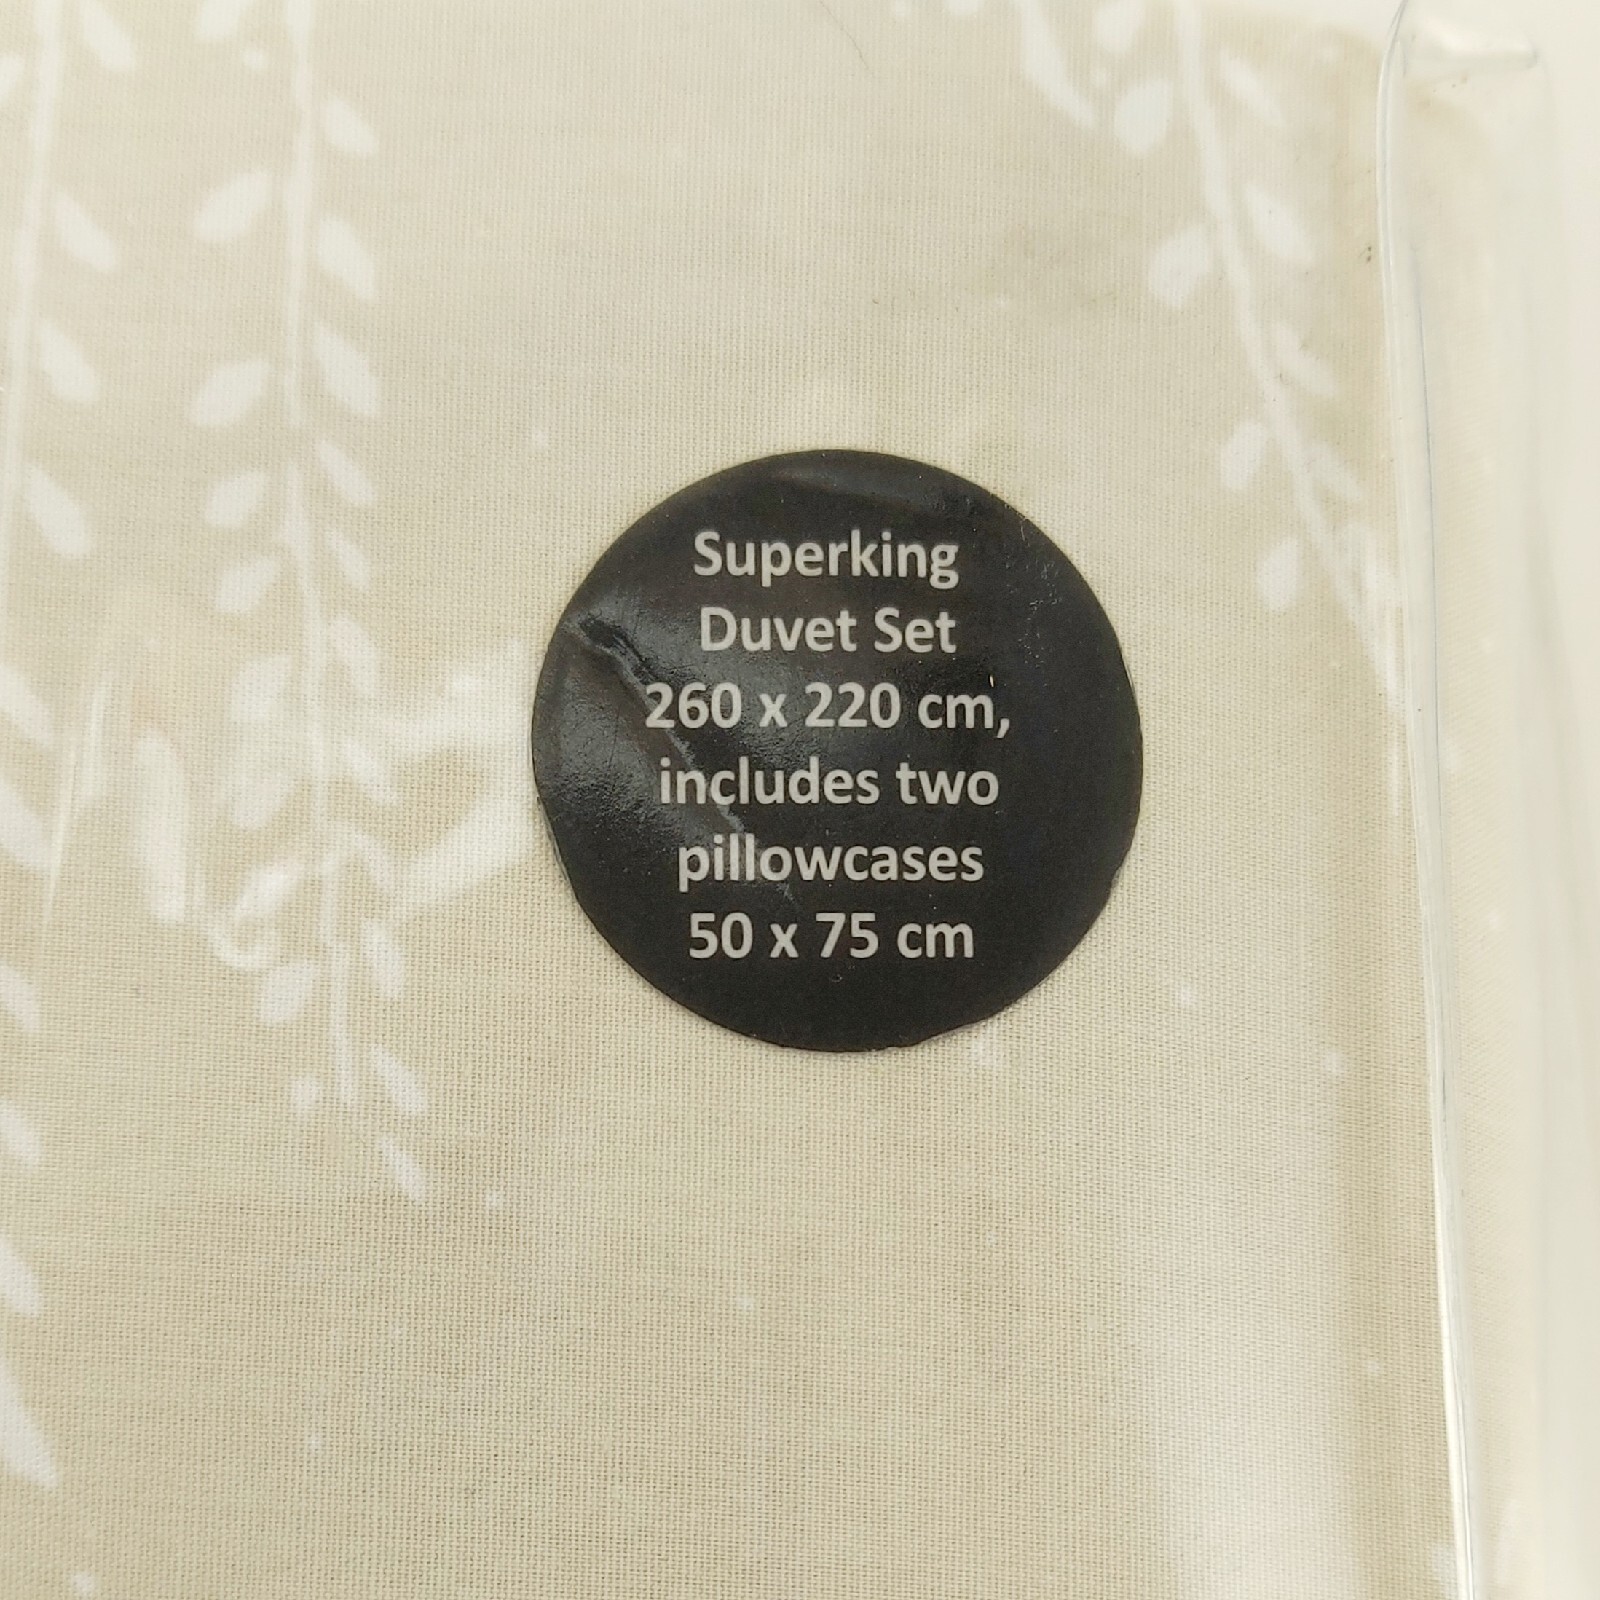 Superking
Duvet Set
260 x 220 cm,
includes two
pillowcases
50 x 75 cm